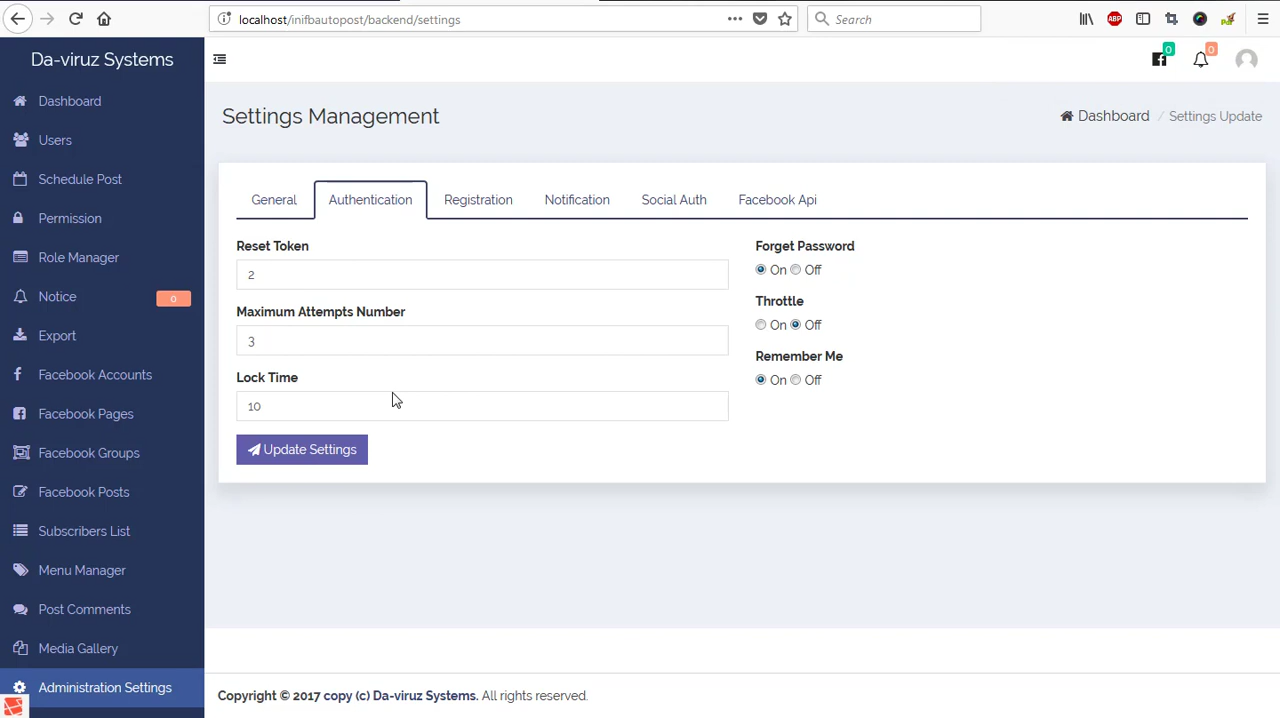 localhost/inifbautopost/backend/settings
Search
ABP
Da-viruz Systems
0
0
Dashboard
Users
Schedule Post
Permission
Role Manager
Notice
0
Export
Facebook Accounts
Facebook Pages
Facebook Groups
Facebook Posts
Subscribers List
Menu Manager
Post Comments
Media Gallery
Administration Settings
Settings Management
Dashboard / Settings Update
General
Authentication
Registration
Notification
Social Auth
Facebook Api
Reset Token
2
Maximum Attempts Number
3
Lock Time
10
Update Settings
Forget Password
On Off
Throttle
On Off
Remember Me
On Off
Copyright © 2017 copy (c) Da-viruz Systems. All rights reserved.